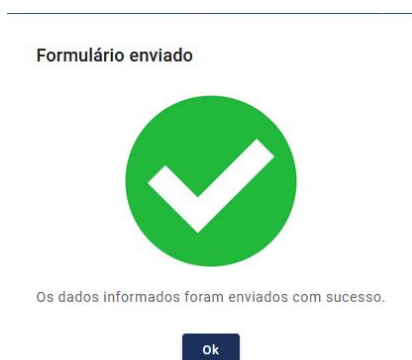 Formulário enviado
Os dados informados foram enviados com sucesso.
Ok